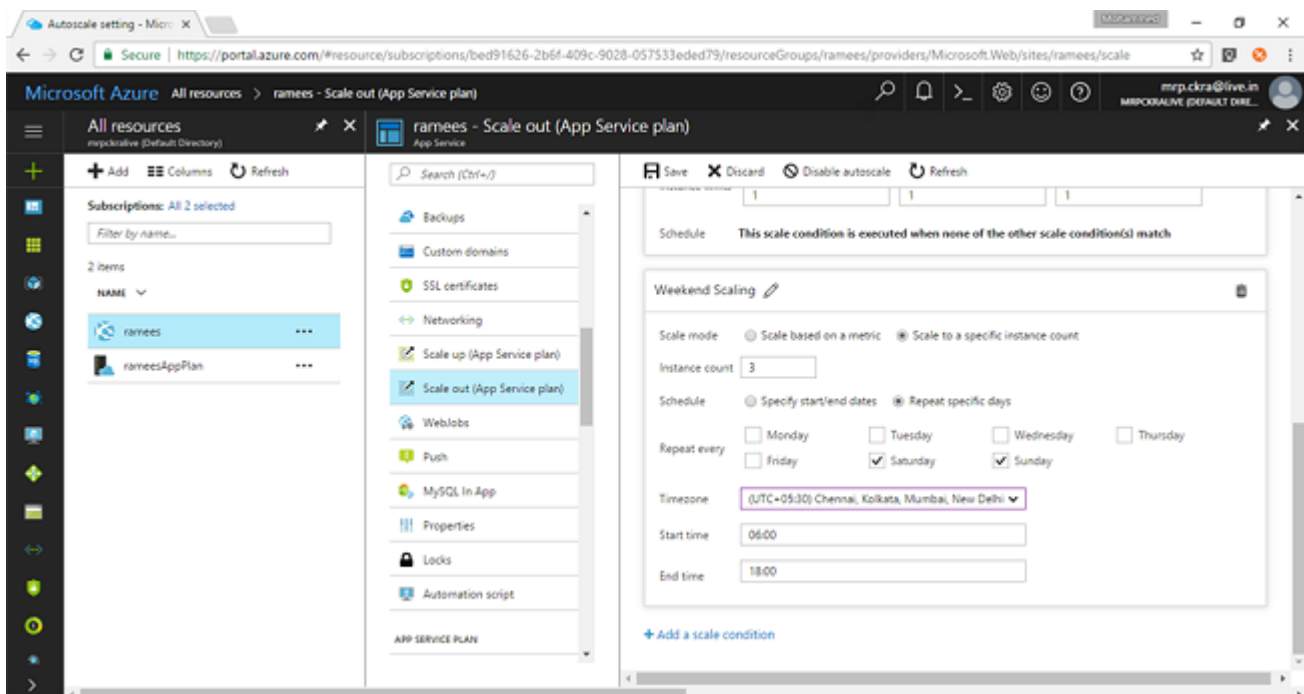 Autoscale setting - Micr
Mohammed
Secure | https://portal.azure.com/#resource/subscriptions/bed91626-2b6f-409c-9028-057533eded79/resourceGroups/ramees/providers/Microsoft.Web/sites/ramees/scale
Microsoft Azure All resources > ramees - Scale out (App Service plan)
mrp.ckra@live.in
MRPCKRALIVE (DEFAULT DIRE...
All resources
mrpckralive (Default Directory)
ramees - Scale out (App Service plan)
App Service
Add Columns Refresh
Subscriptions: All 2 selected
Filter by name...
2 items
NAME
ramees ...
rameesAppPlan ...
Search (Ctrl+/)
Backups
Custom domains
SSL certificates
Networking
Scale up (App Service plan)
Scale out (App Service plan)
WebJobs
Push
MySQL In App
Properties
Locks
Automation script
APP SERVICE PLAN
Save Discard Disable autoscale Refresh
1 1 1
Schedule This scale condition is executed when none of the other scale condition(s) match
Weekend Scaling
Scale mode Scale based on a metric Scale to a specific instance count
Instance count 3
Schedule Specify start/end dates Repeat specific days
Repeat every Monday Tuesday Wednesday Thursday
Friday Saturday Sunday
Timezone (UTC+05:30) Chennai, Kolkata, Mumbai, New Delhi
Start time 06:00
End time 18:00
+ Add a scale condition